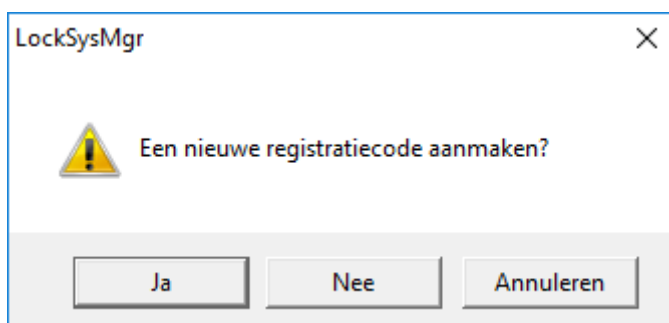 LockSysMgr
Een nieuwe registratiecode aanmaken?
Ja
Nee
Annuleren